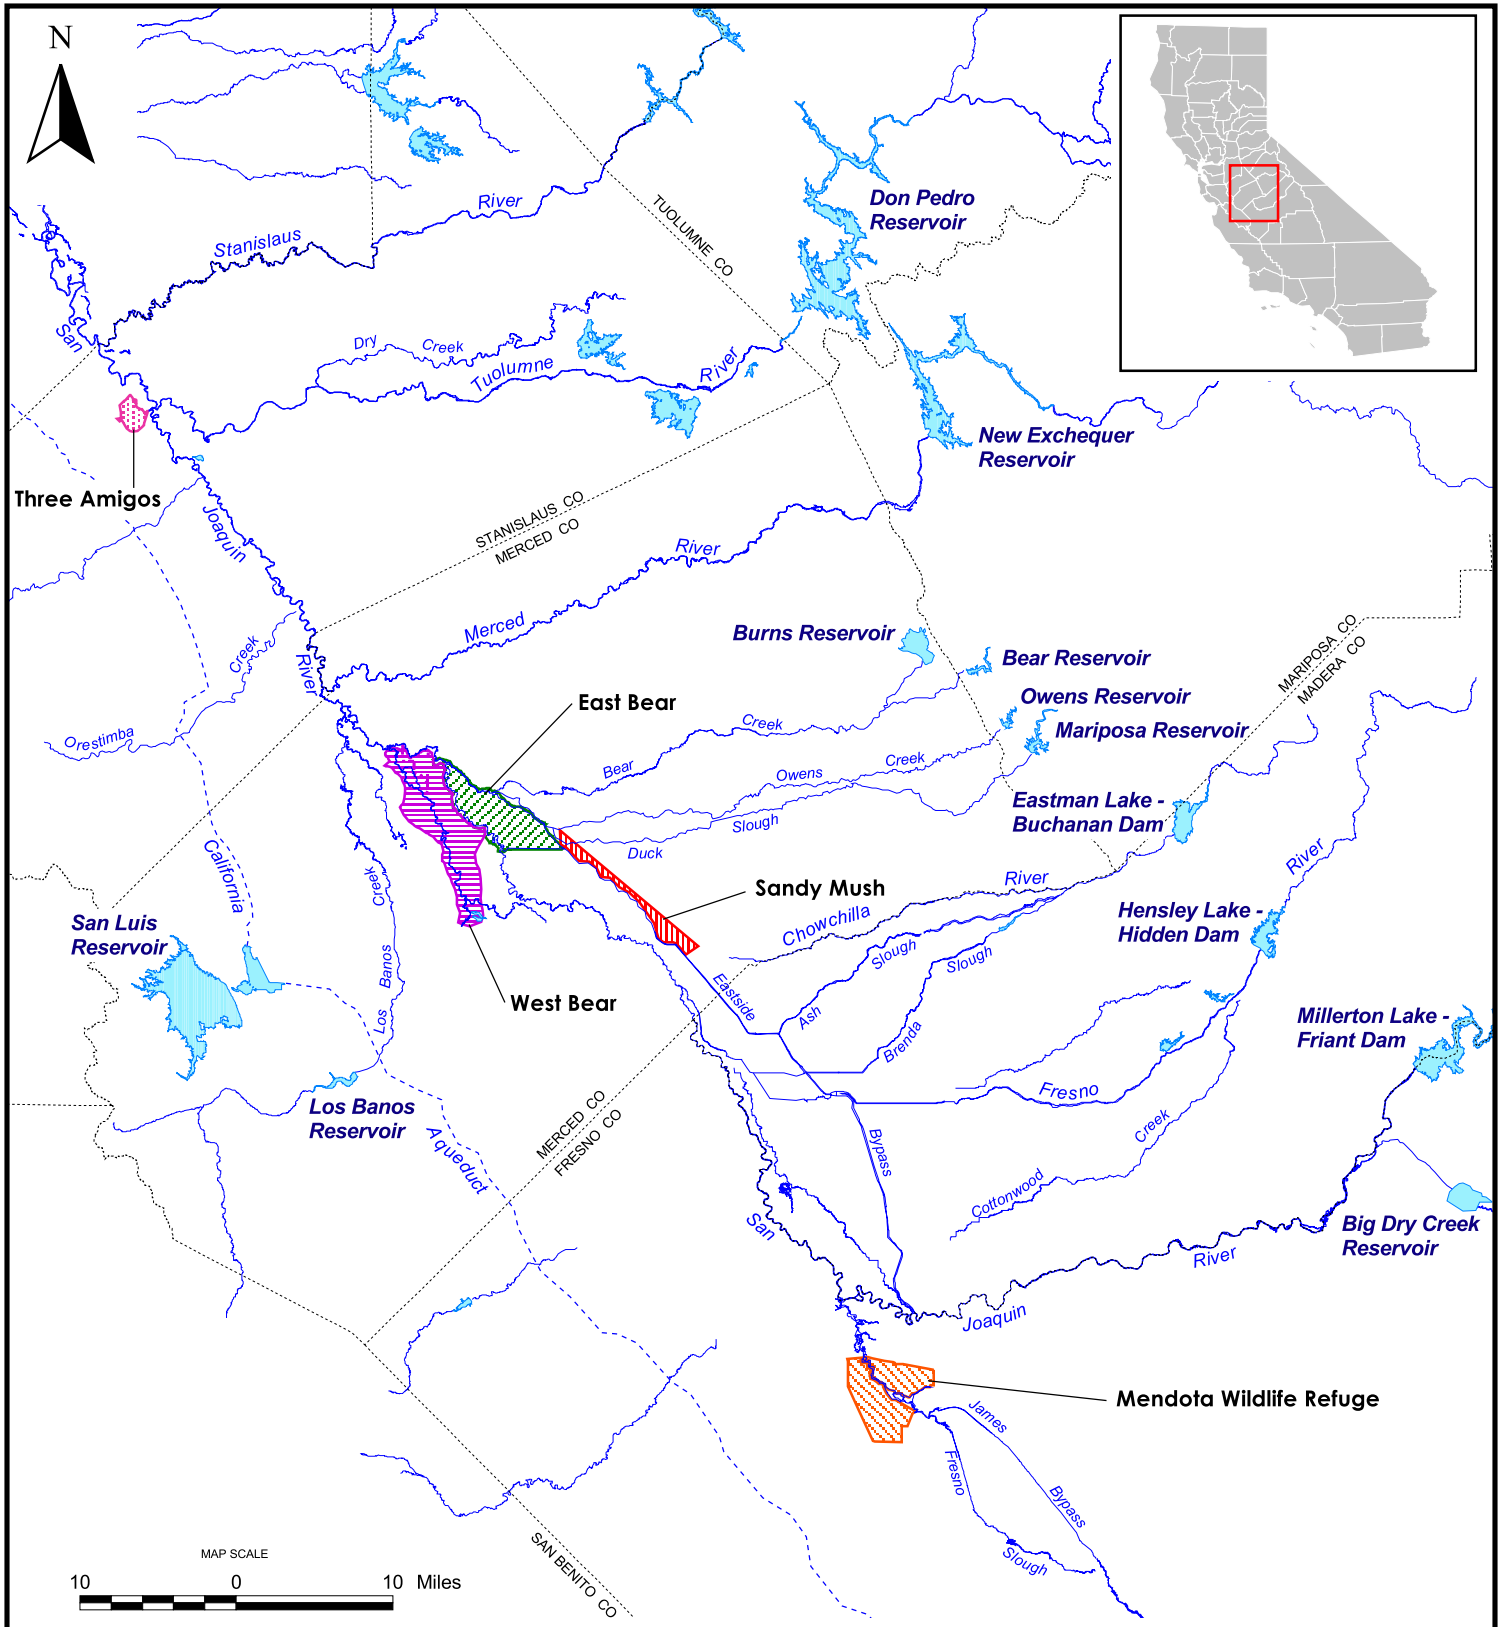 N
River
Stanislaus
TUOLUMNE CO
Don Pedro
Reservoir
San
Dry
Creek
Tuolumne
River
New Exchequer
Reservoir
Three Amigos
Joaquin
STANISLAUS CO
MERCED CO
River
Merced
Burns Reservoir
Bear Reservoir
MARIPOSA CO
MADERA CO
Creek
River
East Bear
Owens Reservoir
Orestimba
Creek
Mariposa Reservoir
Bear
Owens
Creek
Eastman Lake -
Buchanan Dam
Slough
Duck
California
Creek
River
River
Sandy Mush
Chowchilla
Hensley Lake -
Hidden Dam
San Luis
Reservoir
Slough
Slough
Banos
Los
West Bear
Eastside
Ash
Brenda
Millerton Lake -
Friant Dam
Fresno
Los Banos
Reservoir
MERCED CO
FRESNO CO
Aqueduct
Bypass
Creek
Cottonwood
San
Big Dry Creek
Reservoir
River
Joaquin
Mendota Wildlife Refuge
James
Fresno
Bypass
Slough
SAN BENITO CO
MAP SCALE
10 0 10 Miles